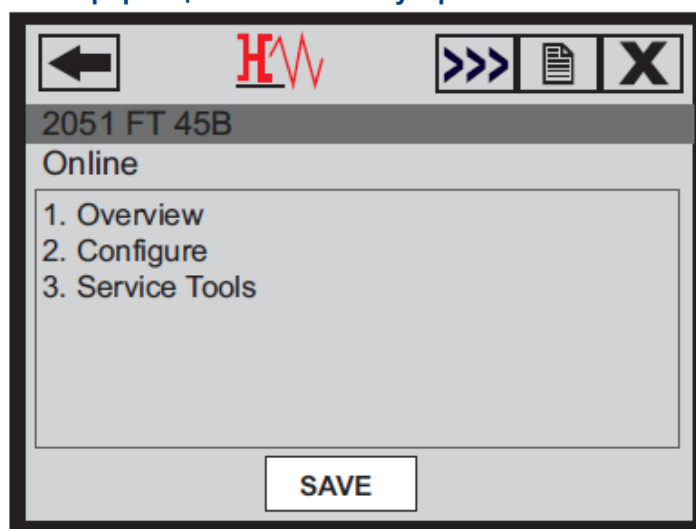 >>> X
2051 FT 45B
Online
1. Overview
2. Configure
3. Service Tools
SAVE